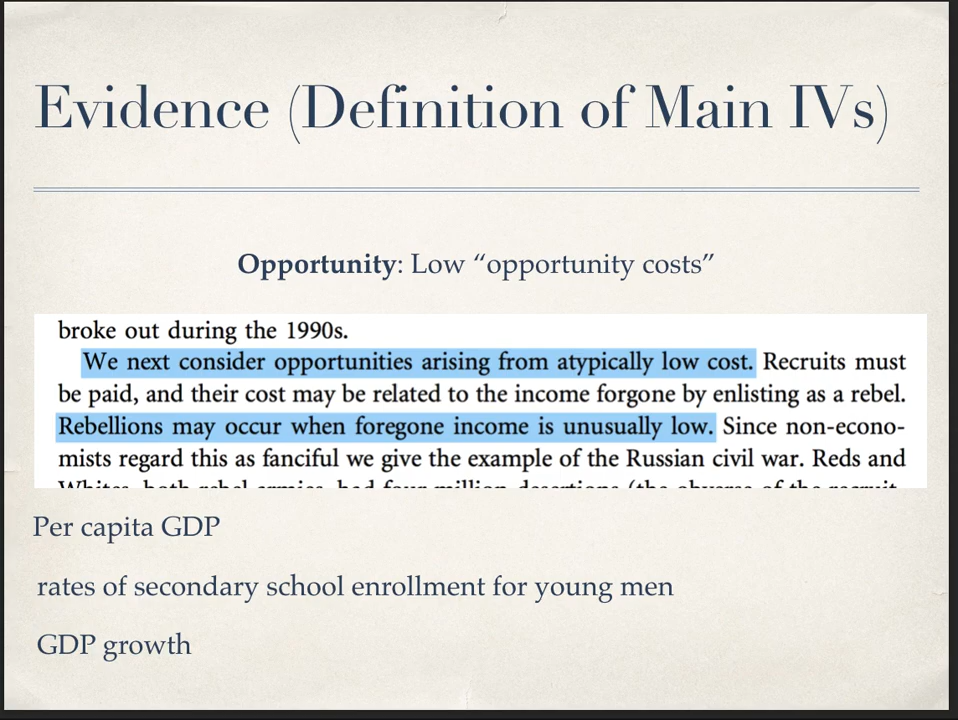 Evidence (Definition of Main IVs)
Opportunity: Low “opportunity costs”
broke out during the 1990s.
We next consider opportunities arising from atypically low cost. Recruits must
be paid, and their cost may be related to the income forgone by enlisting as a rebel.
Rebellions may occur when foregone income is unusually low. Since non-econo-
mists regard this as fanciful we give the example of the Russian civil war. Reds and
Per capita GDP
rates of secondary school enrollment for young men
GDP growth